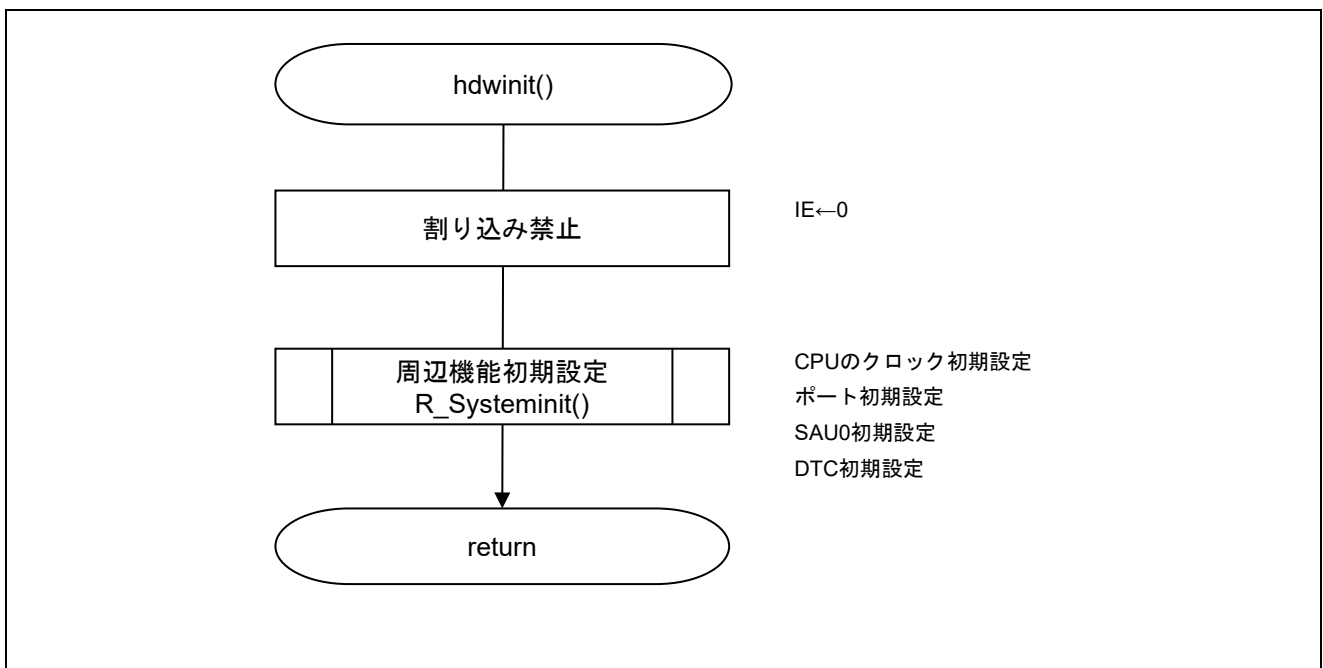 hdwinit()
割り込み禁止
IE←0
周辺機能初期設定
R_Systeminit()
CPUのクロック初期設定
ポート初期設定
SAU0初期設定
DTC初期設定
return